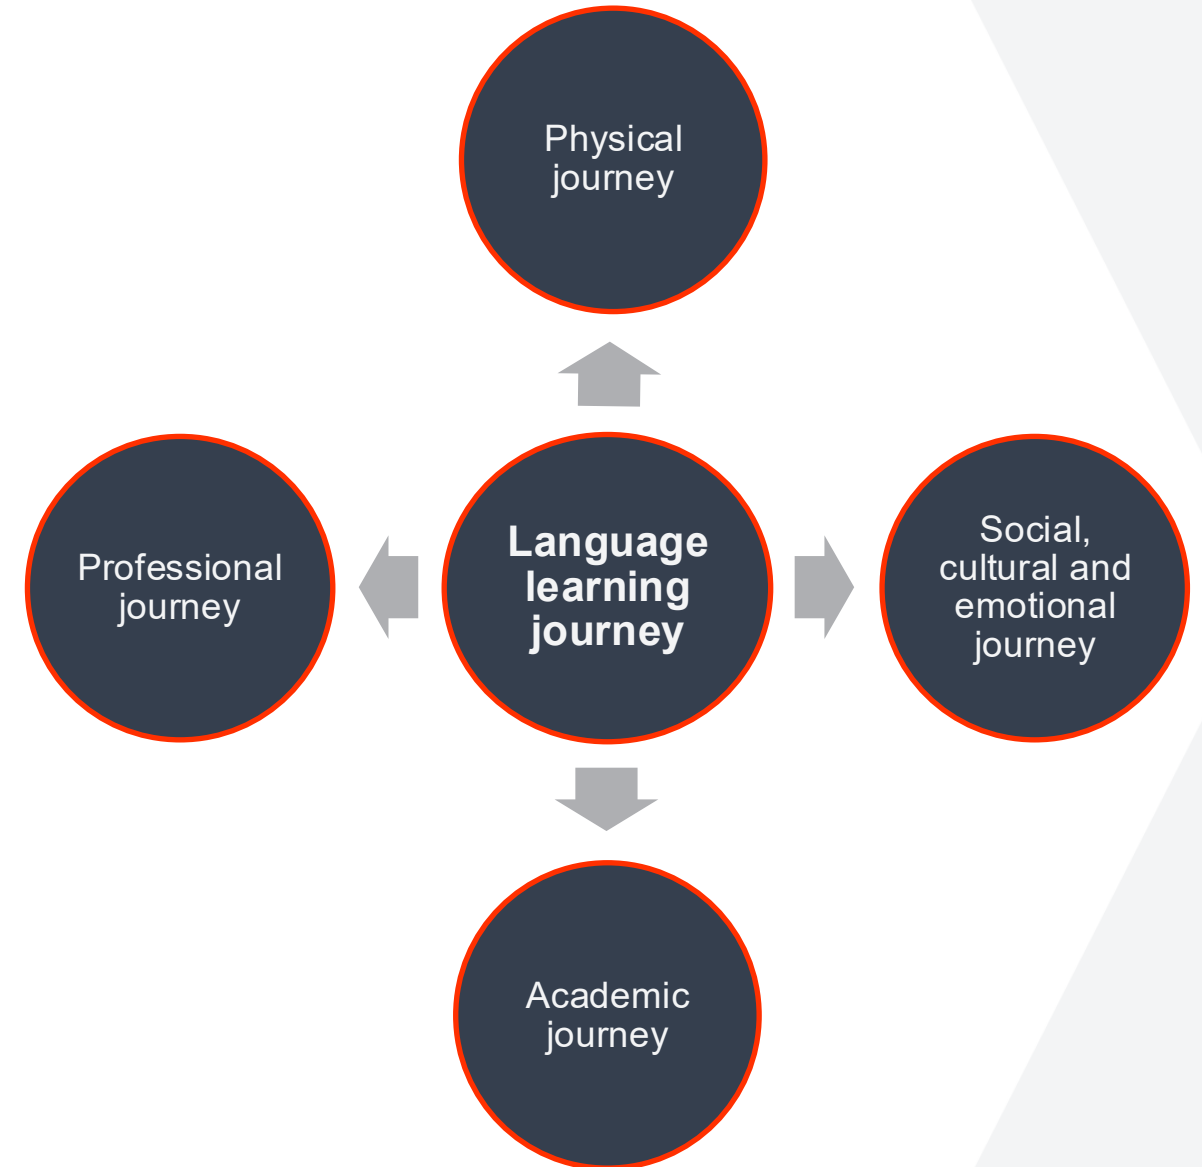 Physical
journey
Professional
journey
Language
learning
journey
Social,
cultural and
emotional
journey
Academic
journey